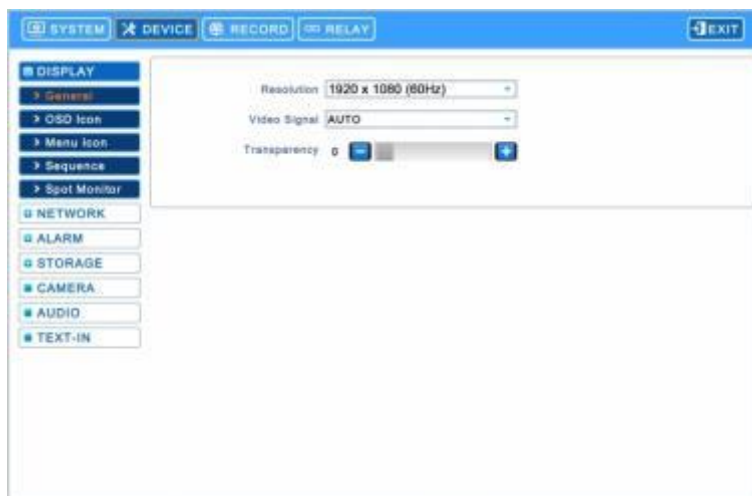 SYSTEM DEVICE RECORD RELAY EXIT
DISPLAY
General
OSD Icon
Menu Icon
Sequence
Spot Monitor
NETWORK
ALARM
STORAGE
CAMERA
AUDIO
TEXT-IN
Resolution 1920 x 1080 (60Hz)
Video Signal AUTO
Transparency 0